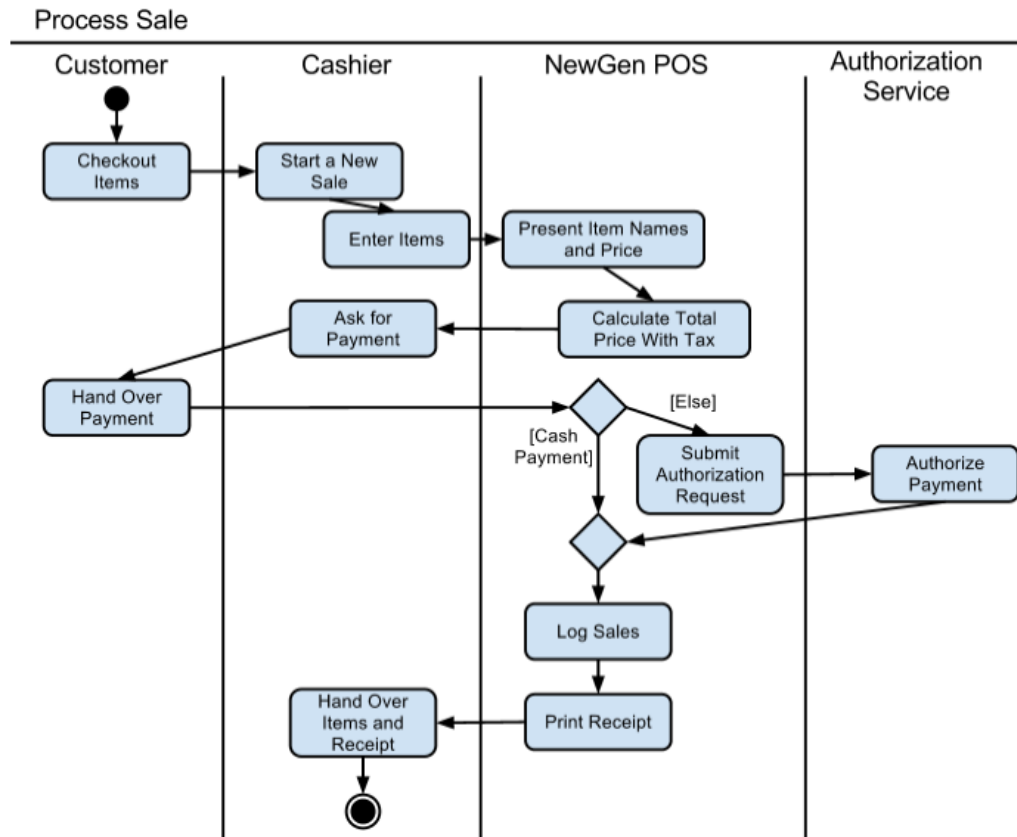 Process Sale
Customer
Cashier
NewGen POS
Authorization
Service
Checkout
Items
Start a New
Sale
Enter Items
Present Item Names
and Price
Ask for
Payment
Calculate Total
Price With Tax
Hand Over
Payment
[Else]
[Cash
Payment]
Submit
Authorization
Request
Authorize
Payment
Log Sales
Hand Over
Items and
Receipt
Print Receipt